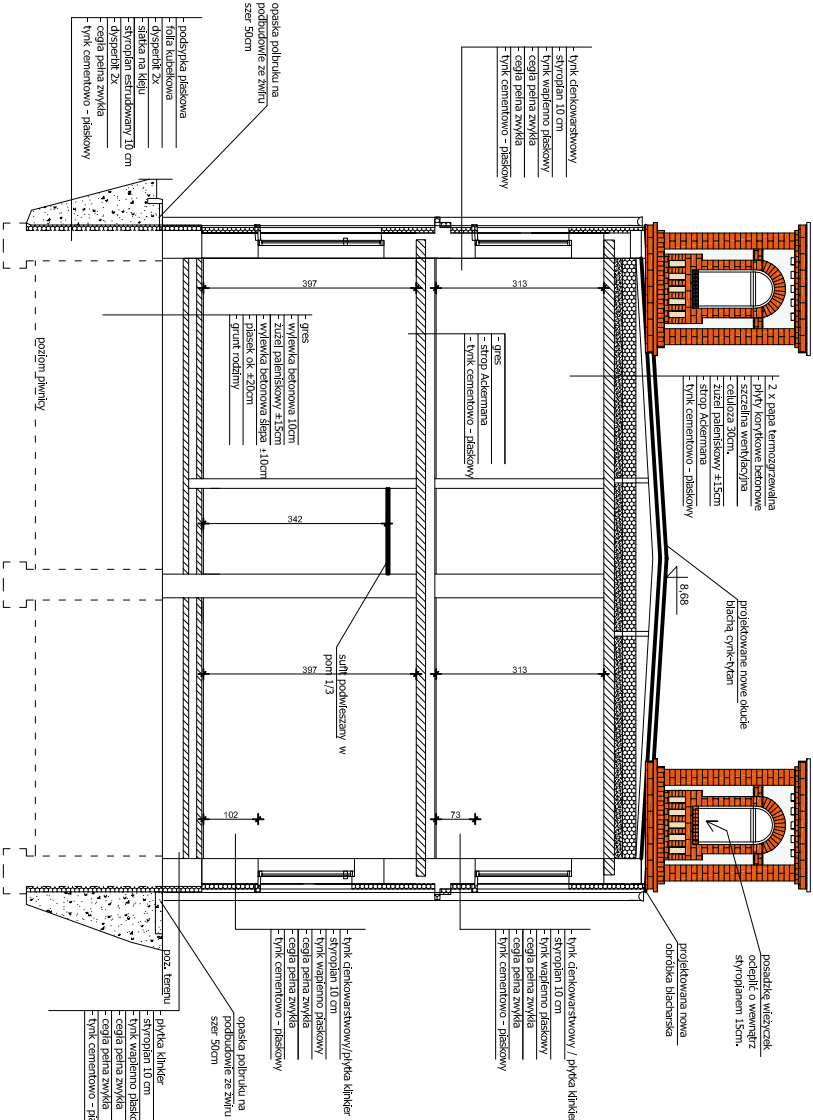 2 x papa termozgrzewalna
płyty korytkowe betonowe
szczelina wentylacyjna
celuloza 30cm.
żużel paleniskowy ±15cm
strop Ackermana
- tynk cementowo - piaskowy
projektowane nowe okucie
blachą cynk-tytan
8,68
posadzkę wieżyczek
ocieplić o wewnątrz
styropianem 15cm.
projektowana nowa
obróbka blacharska
- tynk cienkowarstwowy
styropian 10 cm
tynk wapienno piaskowy
- cegła pełna zwykła
- cegła pełna zwykła
- tynk cementowo - piaskowy
313
313
73
- gres
- strop Ackermana
- tynk cementowo - piaskowy
- tynk cienkowarstwowy / płytka klinkier
styropian 10 cm
tynk wapienno piaskowy
- cegła pełna zwykła
- cegła pełna zwykła
- tynk cementowo - piaskowy
397
342
397
102
sufit podwieszany w
pom 1/3
- gres
- wylewka betonowa 10cm
- żużel paleniskowy ±15cm
- wylewka betonowa ślepa ±10cm
- piasek ok ±20cm
- grunt rodzimy
- tynk cienkowarstwowy/płytka klinkier
- styropian 10 cm
tynk wapienno piaskowy
- cegła pełna zwykła
- cegła pełna zwykła
- tynk cementowo - piaskowy
opaska polbruku na
podbudowie ze żwiru
szer 50cm
opaska polbruku na
podbudowie ze żwiru
szer 50cm
- podsypka piaskowa
- folia kubełkowa
- dysperbit 2x
- siatka na kleju
- styropian estrudowany 10 cm
- dysperbit 2x
- cegła pełna zwykła
- tynk cementowo - piaskowy
poz. terenu
- płytka klinkier
- styropian 10 cm
tynk wapienno piasko
- cegła pełna zwykła
- cegła pełna zwykła
- tynk cementowo - pi
poziom piwnicy